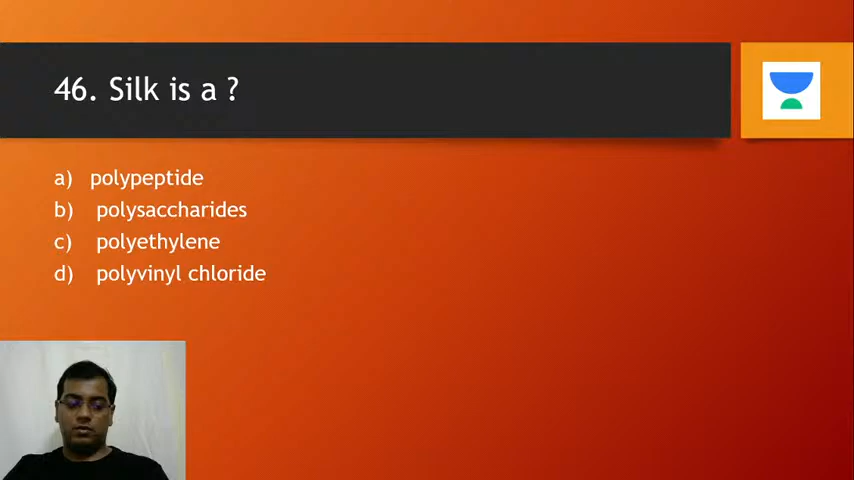 46. Silk is a ?
a) polypeptide
b) polysaccharides
c) polyethylene
d) polyvinyl chloride